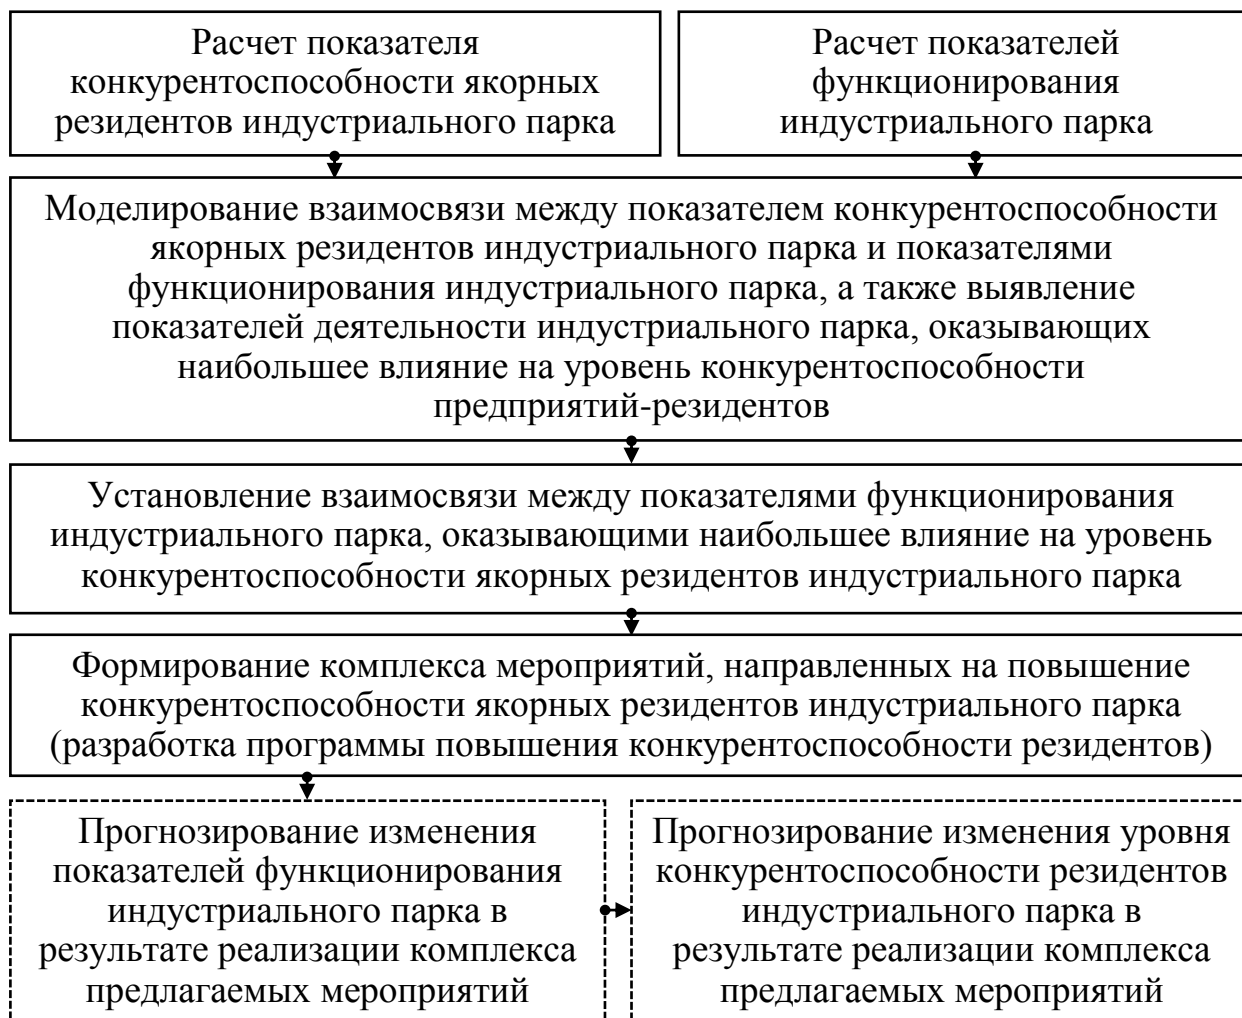 Расчет показателя
конкурентоспособности якорных
резидентов индустриального парка
Расчет показателей
функционирования
индустриального парка
Моделирование взаимосвязи между показателем конкурентоспособности
якорных резидентов индустриального парка и показателями
функционирования индустриального парка, а также выявление
показателей деятельности индустриального парка, оказывающих
наибольшее влияние на уровень конкурентоспособности
предприятий-резидентов
Установление взаимосвязи между показателями функционирования
индустриального парка, оказывающими наибольшее влияние на уровень
конкурентоспособности якорных резидентов индустриального парка
Формирование комплекса мероприятий, направленных на повышение
конкурентоспособности якорных резидентов индустриального парка
(разработка программы повышения конкурентоспособности резидентов)
Прогнозирование изменения
показателей функционирования
индустриального парка в
результате реализации комплекса
предлагаемых мероприятий
Прогнозирование изменения уровня
конкурентоспособности резидентов
индустриального парка в
результате реализации комплекса
предлагаемых мероприятий